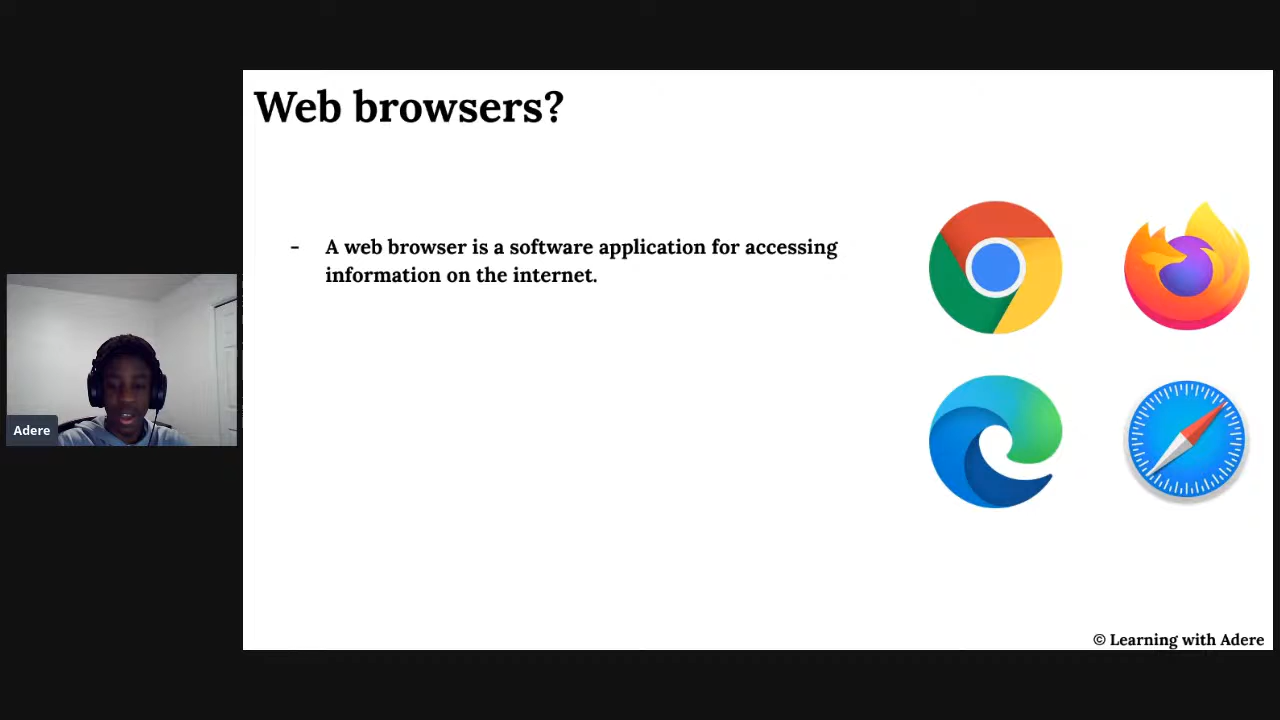 Web browsers?
- A web browser is a software application for accessing
information on the internet.
Adere
© Learning with Adere